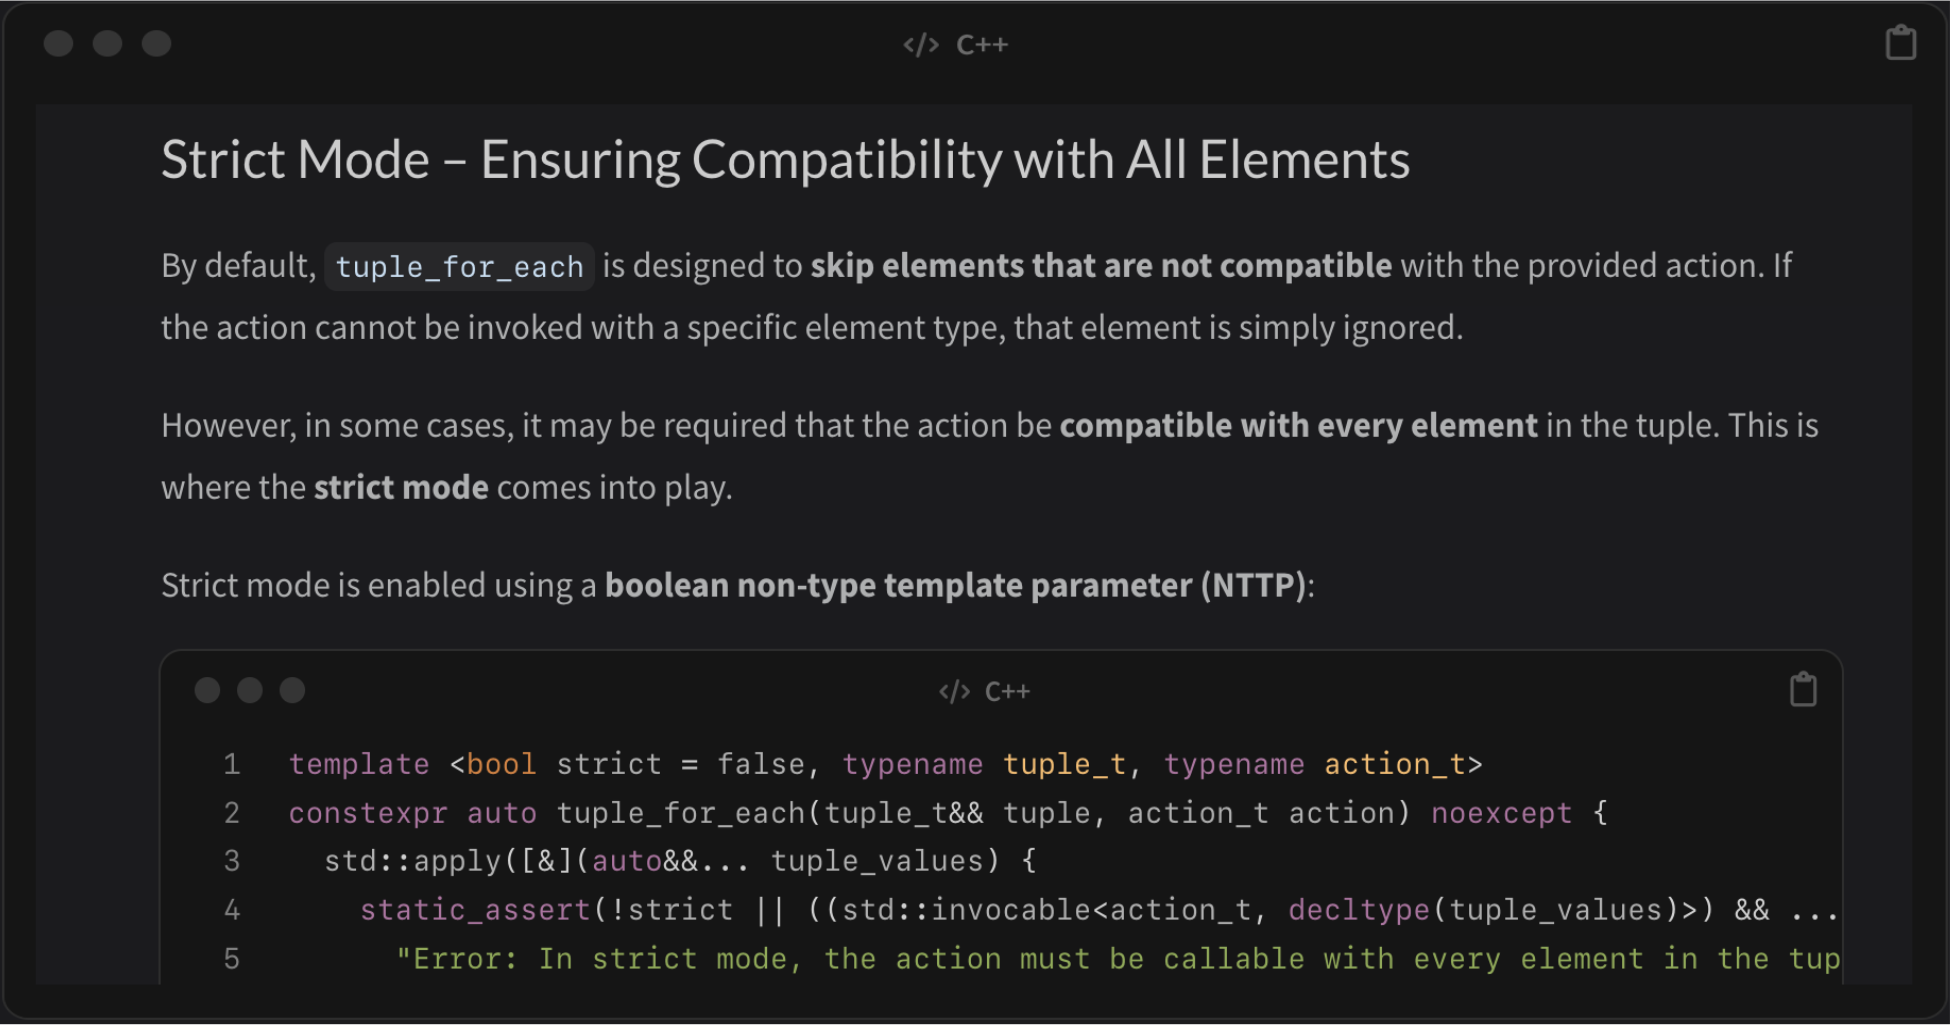 </> C++
Strict Mode – Ensuring Compatibility with All Elements
By default, tuple_for_each is designed to skip elements that are not compatible with the provided action. If
the action cannot be invoked with a specific element type, that element is simply ignored.
However, in some cases, it may be required that the action be compatible with every element in the tuple. This is
where the strict mode comes into play.
Strict mode is enabled using a boolean non-type template parameter (NTTP):
</> C++
1 template <bool strict = false, typename tuple_t, typename action_t>
2 constexpr auto tuple_for_each(tuple_t&& tuple, action_t action) noexcept {
3 std::apply([&](auto&&... tuple_values) {
4 static_assert(!strict || ((std::invocable<action_t, decltype(tuple_values)>) && ...
5 "Error: In strict mode, the action must be callable with every element in the tup